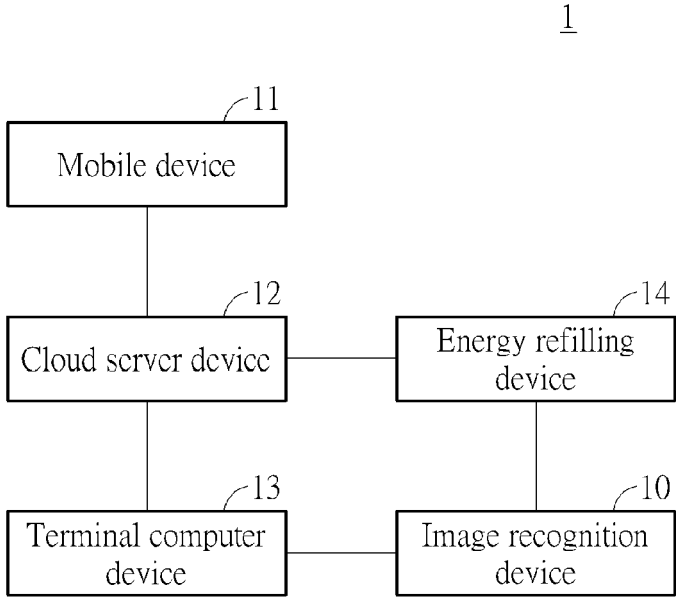 1
11
Mobile device
12
Cloud server device
14
Energy refilling
device
13
Terminal computer
device
10
Image recognition
device